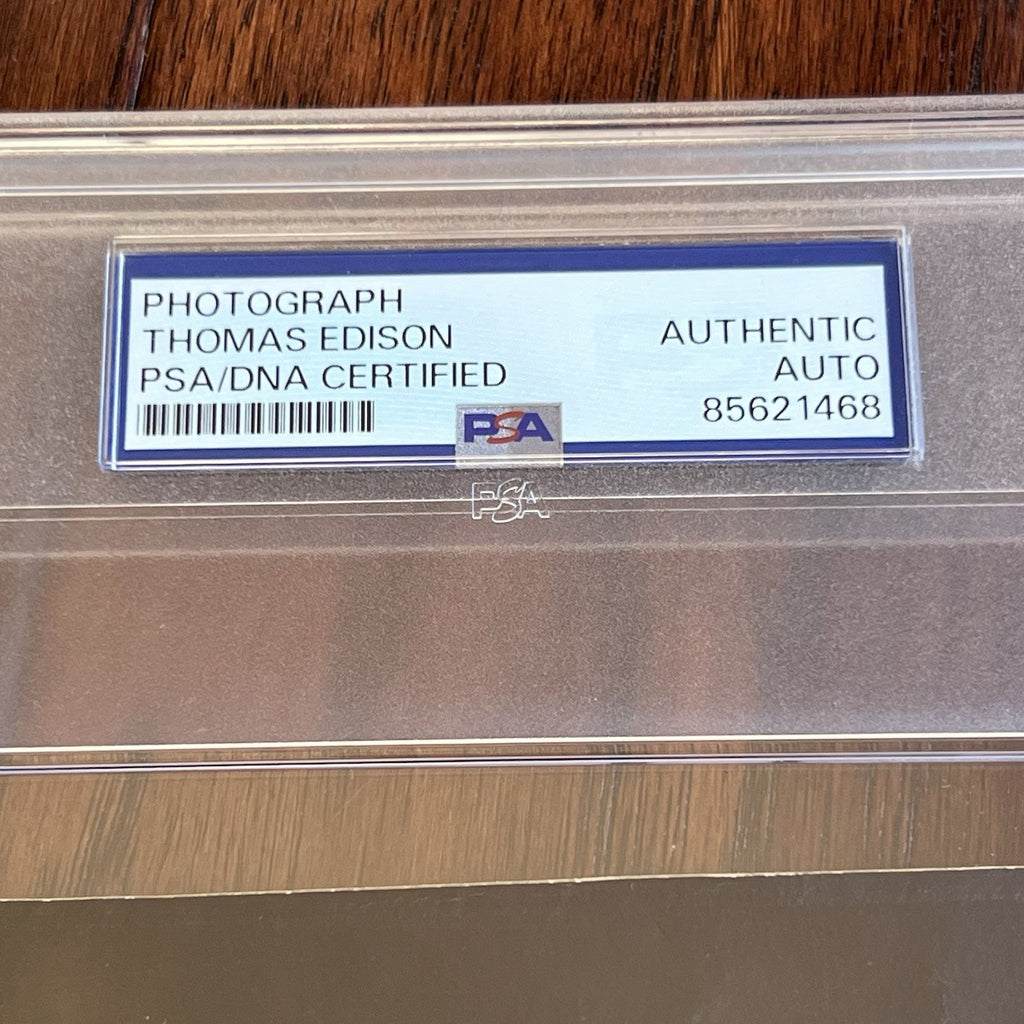 PHOTOGRAPH
THOMAS EDISON
PSA/DNA CERTIFIED
AUTHENTIC
AUTO
85621468
PSA
PSA